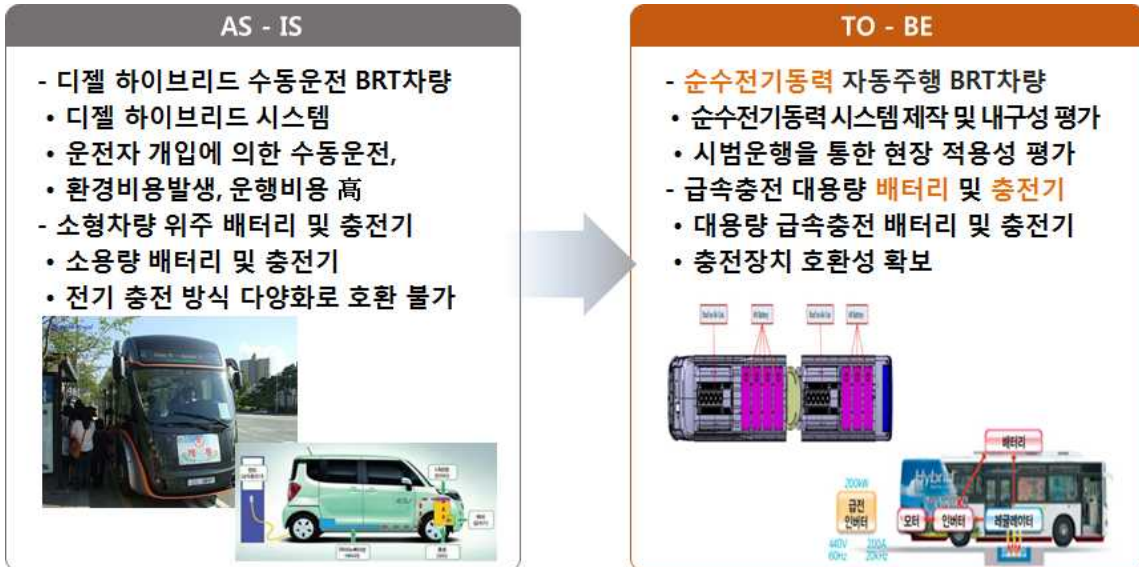 AS - IS
- 디젤 하이브리드 수동운전 BRT차량
• 디젤 하이브리드 시스템
• 운전자 개입에 의한 수동운전,
• 환경비용발생, 운행비용 高
- 소형차량 위주 배터리 및 충전기
• 소용량 배터리 및 충전기
• 전기 충전 방식 다양화로 호환 불가
TO - BE
- 순수전기동력 자동주행 BRT차량
• 순수전기동력 시스템 제작 및 내구성 평가
• 시범운행을 통한 현장 적용성 평가
- 급속충전 대용량 배터리 및 충전기
• 대용량 급속충전 배터리 및 충전기
• 충전장치 호환성 확보
배터리
Hybrid
200kW
급전
인버터
모터
인버터
레귤레이터
440V
60Hz
200A
20kHz